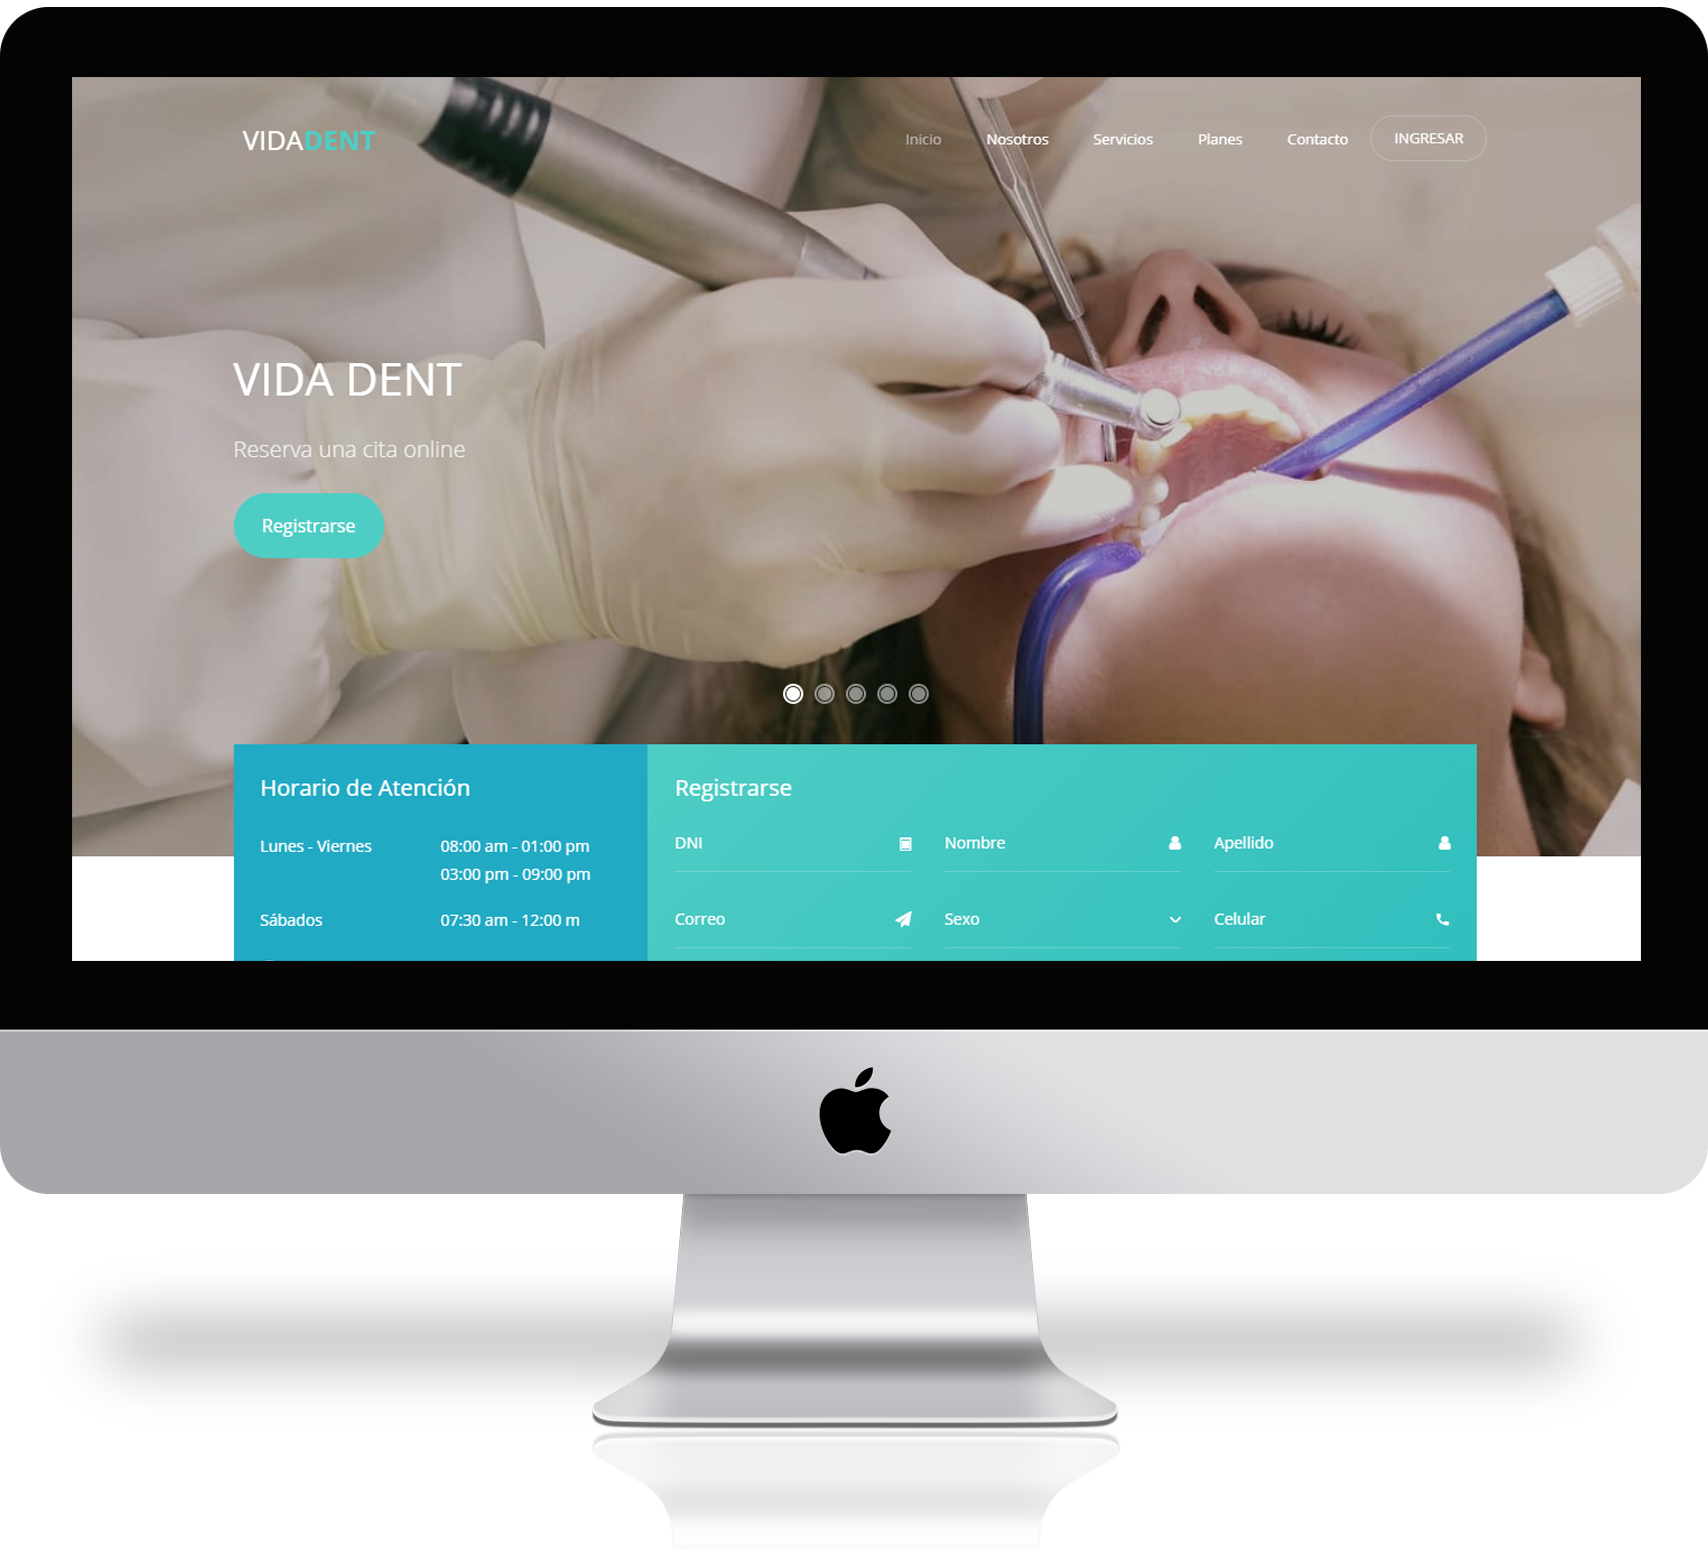 VIDADENT
Inicio Nosotros Servicios Planes Contacto INGRESAR
VIDA DENT
Reserva una cita online
Registrarse
Horario de Atención
Lunes - Viernes 08:00 am - 01:00 pm
03:00 pm - 09:00 pm
Sábados 07:30 am - 12:00 m
Registrarse
DNI Nombre Apellido
Correo Sexo Celular